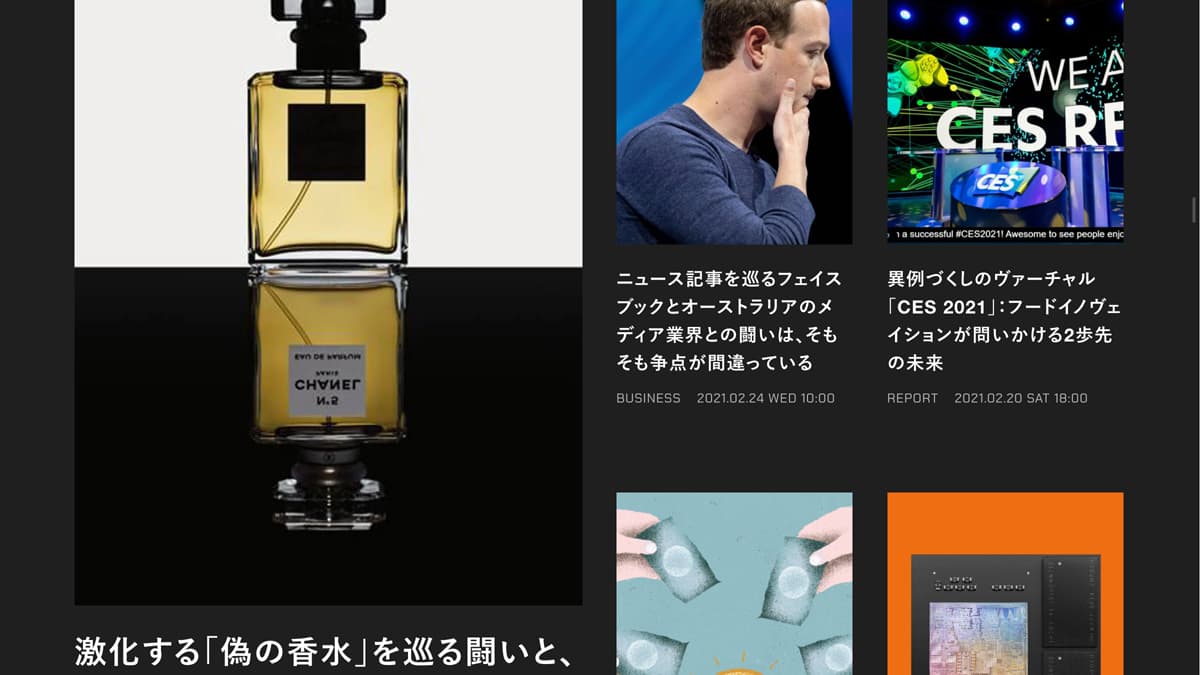 EAU DE PARFUM
PARIS
CHANEL
N°5
激化する「偽の香水」を巡る闘いと、
WE A
CES RE
CES
n a successful #CES2021! Awesome to see people enjo
ニュース記事を巡るフェイス
ブックとオーストラリアのメ
ディア業界との闘いは、そも
そも争点が間違っている
BUSINESS 2021.02.24 WED 10:00
異例づくしのヴァーチャル
「CES 2021」:フードイノヴェ
イションが問いかける2歩先
の未来
REPORT 2021.02.20 SAT 18:00